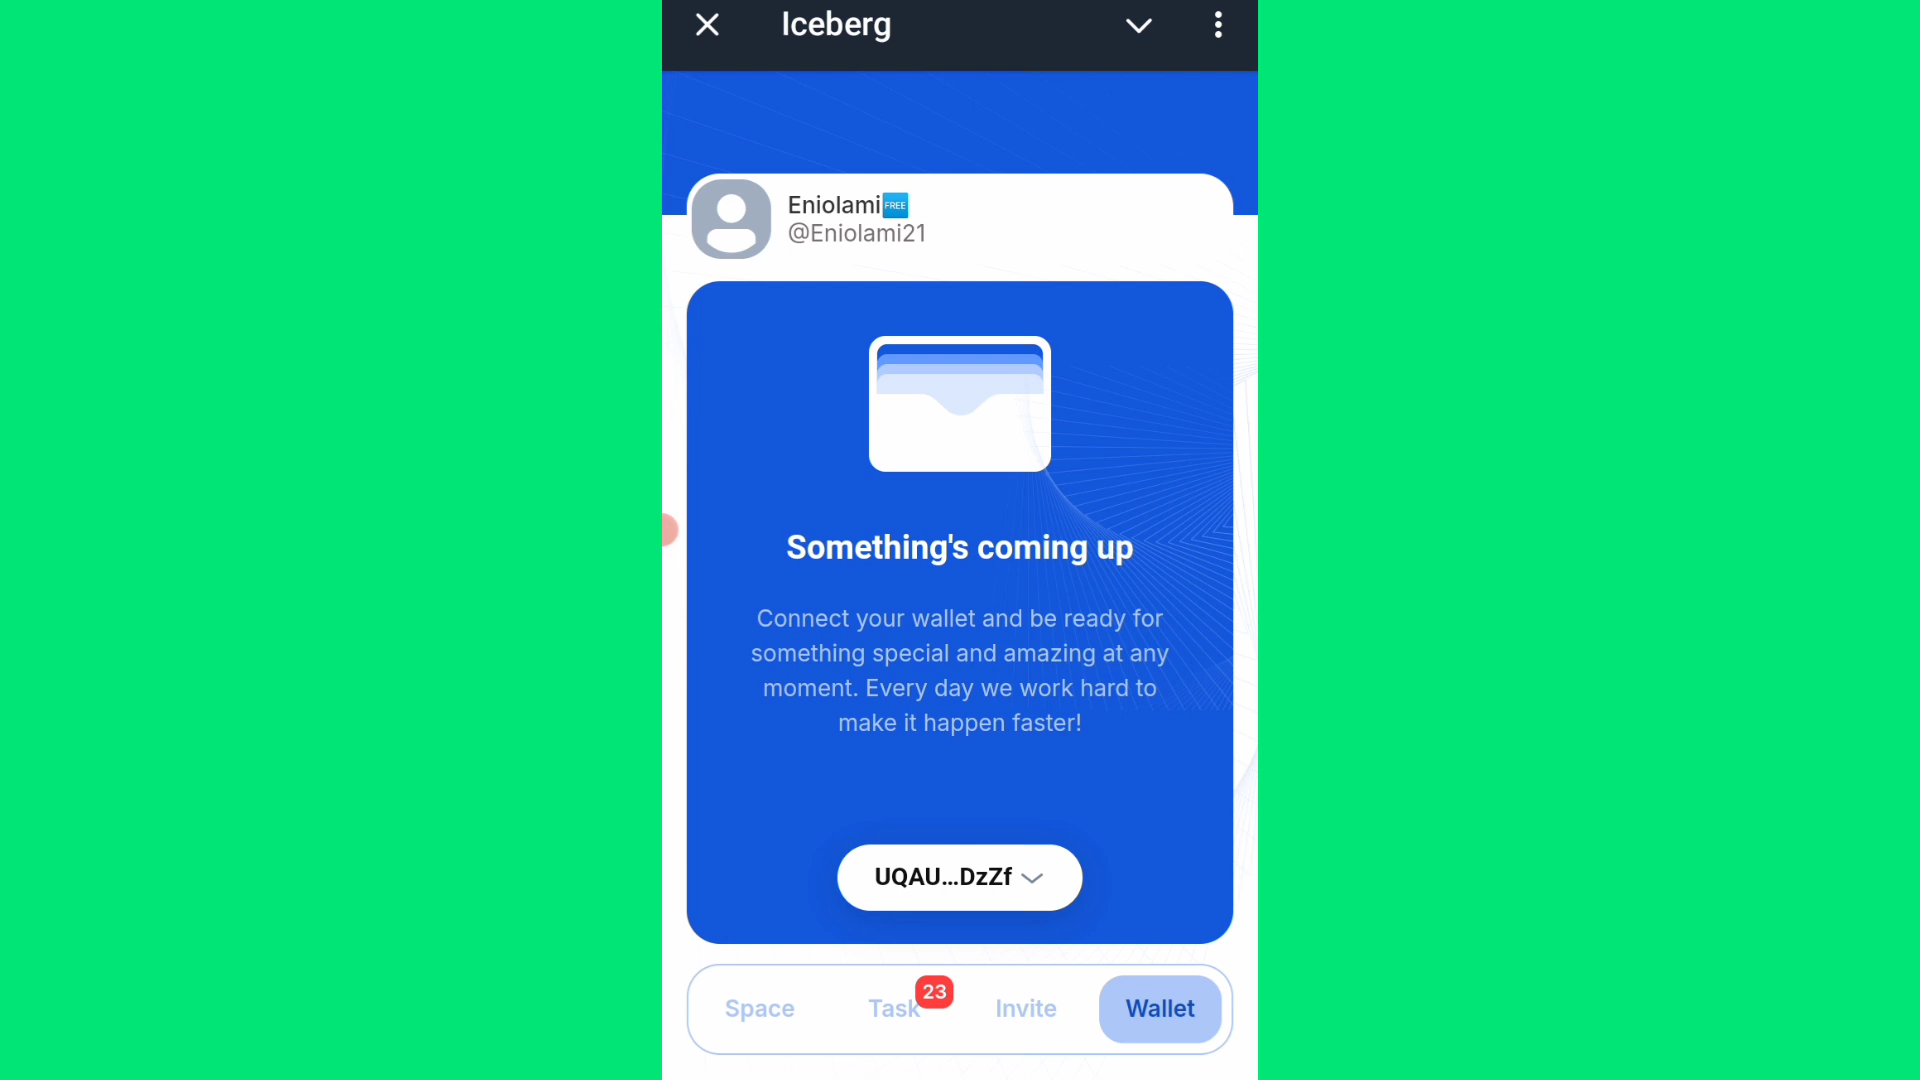 Iceberg
Eniolami🆓
@Eniolami21
Something's coming up
Connect your wallet and be ready for
something special and amazing at any
moment. Every day we work hard to
make it happen faster!
UQAU...DzZf
Space
Task
23
Invite
Wallet